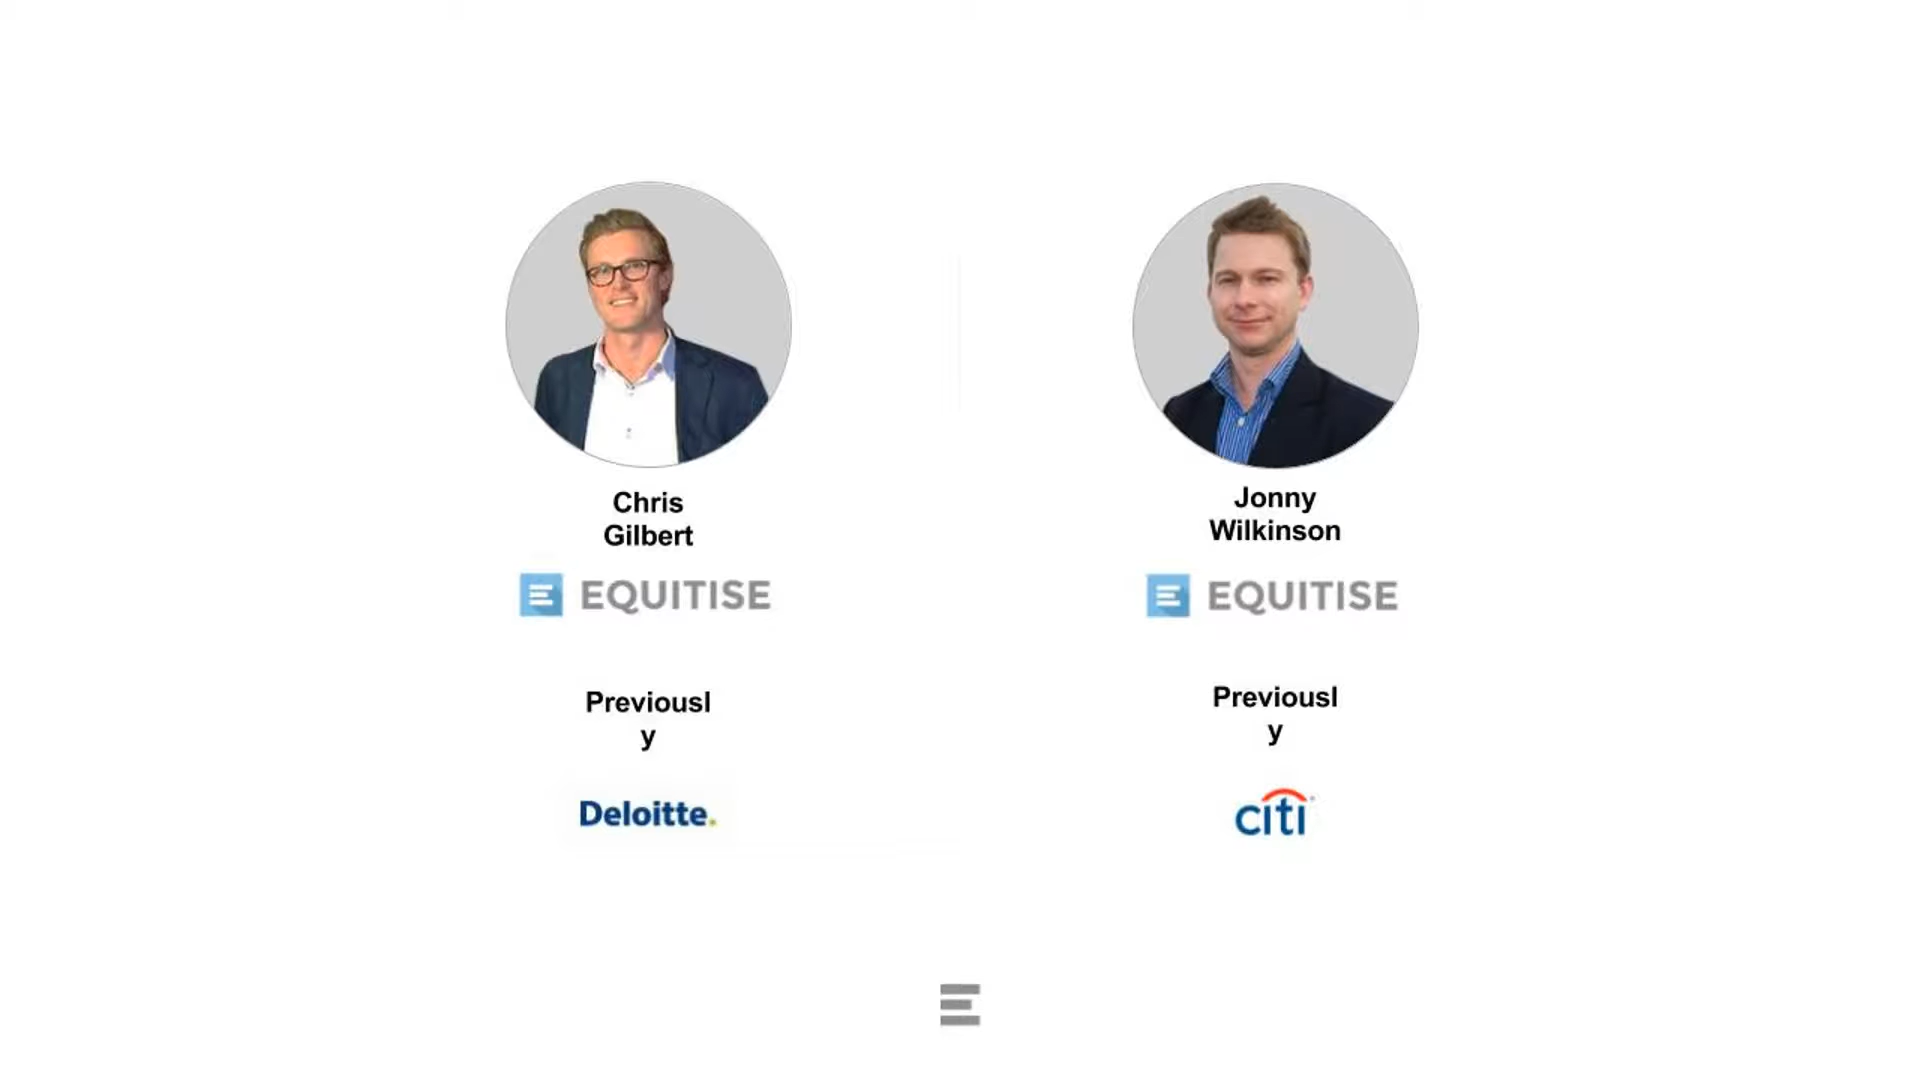 Chris
Gilbert
EQUITISE
Previousl
y
Deloitte.
Jonny
Wilkinson
EQUITISE
Previousl
y
citi